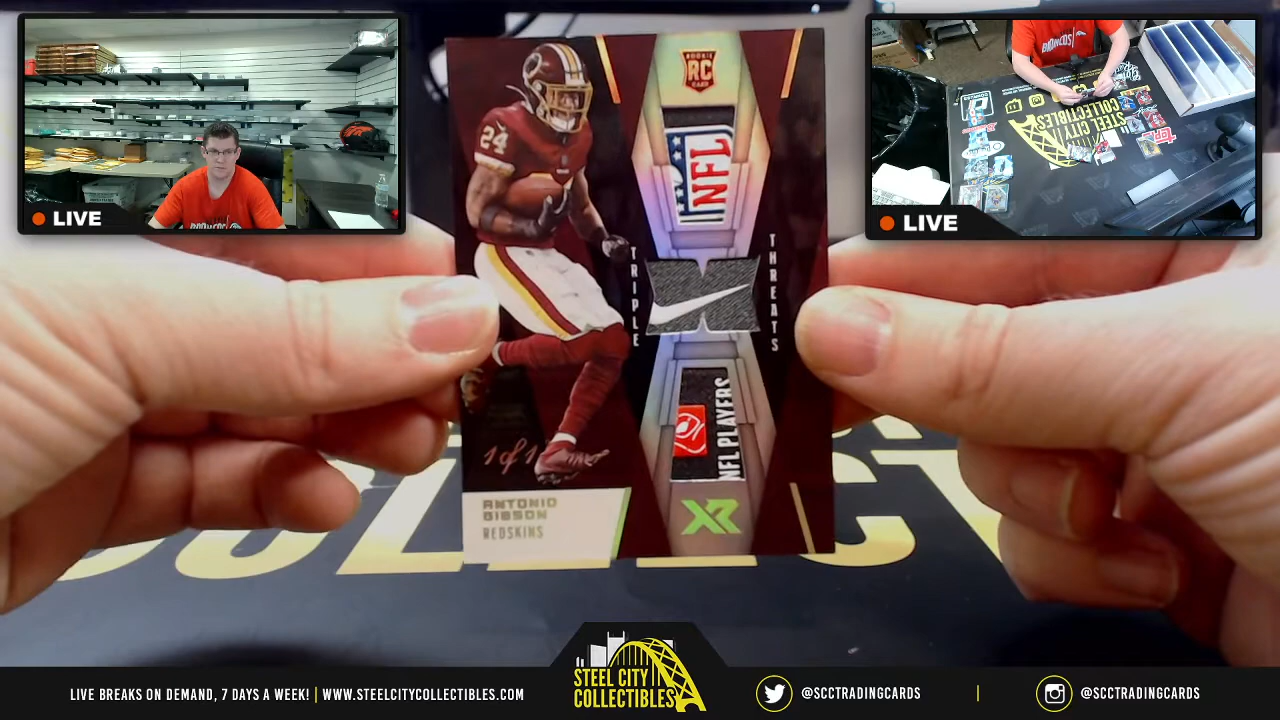 LIVE
BRONCOS
LIVE
STEEL CITY
COLLECTIBLES
24
ROOKIE
RC
CARD
NFL
TRIPLE
THREATS
NFL PLAYERS
1 of 1
XR
ANTONIO
GIBSON
REDSKINS
LIVE BREAKS ON DEMAND, 7 DAYS A WEEK! | WWW.STEELCITYCOLLECTIBLES.COM
STEEL CITY
COLLECTIBLES
@SCCTRADINGCARDS
|
@SCCTRADINGCARDS